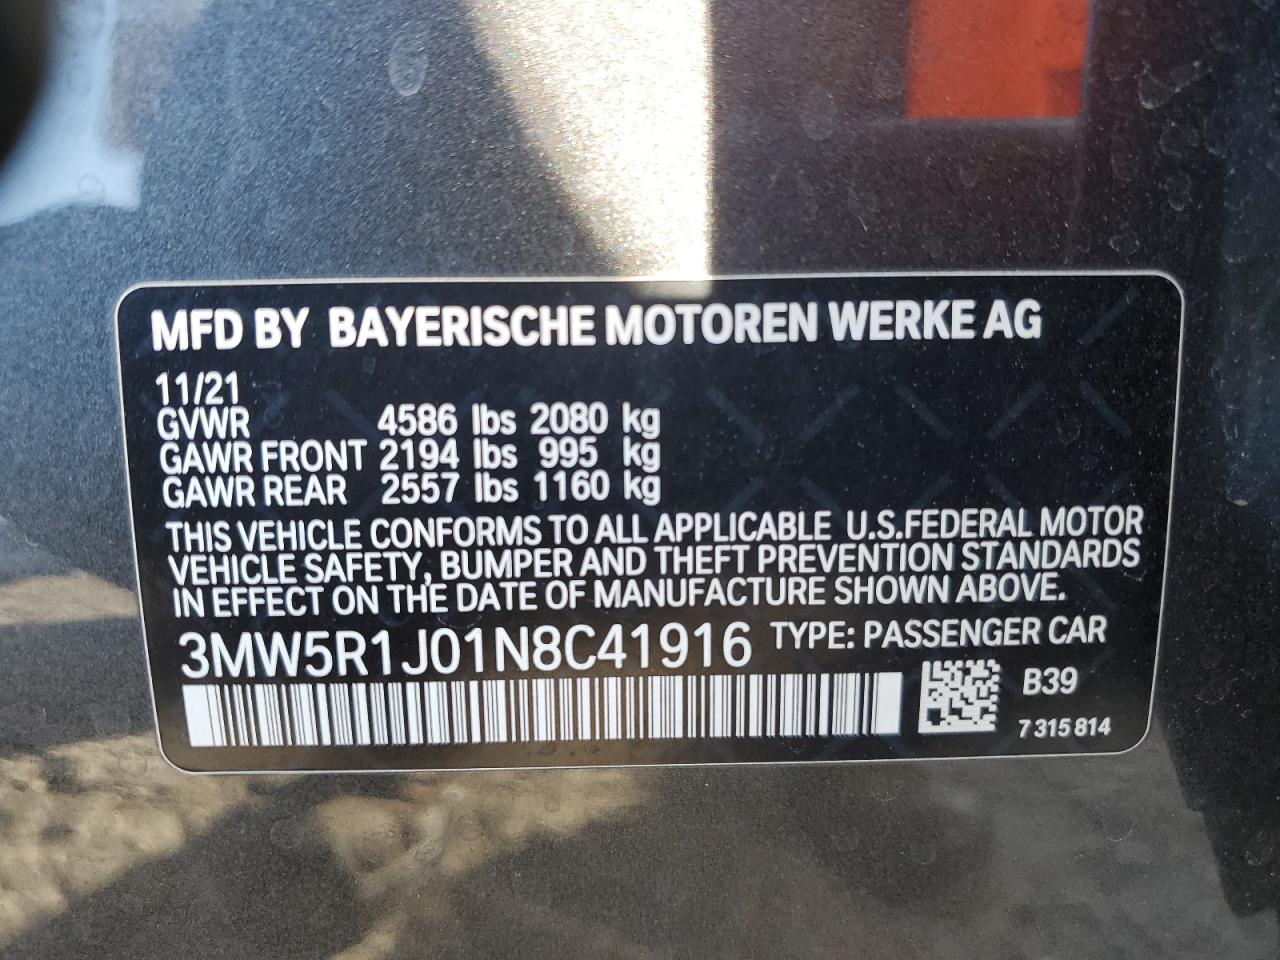 MFD BY BAYERISCHE MOTOREN WERKE AG
11/21
GVWR 4586 lbs 2080 kg
GAWR FRONT 2194 lbs 995 kg
GAWR REAR 2557 lbs 1160 kg
THIS VEHICLE CONFORMS TO ALL APPLICABLE U.S.FEDERAL MOTOR
VEHICLE SAFETY, BUMPER AND THEFT PREVENTION STANDARDS
IN EFFECT ON THE DATE OF MANUFACTURE SHOWN ABOVE.
3MW5R1J01N8C41916 TYPE: PASSENGER CAR
B39
7 315 814